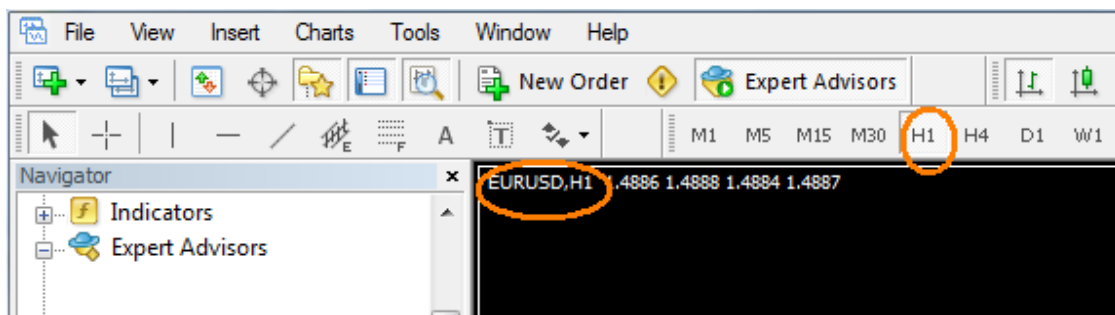 File View Insert Charts Tools Window Help
New Order Expert Advisors
E F A T M1 M5 M15 M30 H1 H4 D1 W1
Navigator × EURUSD,H1 1.4886 1.4888 1.4884 1.4887
Indicators
Expert Advisors